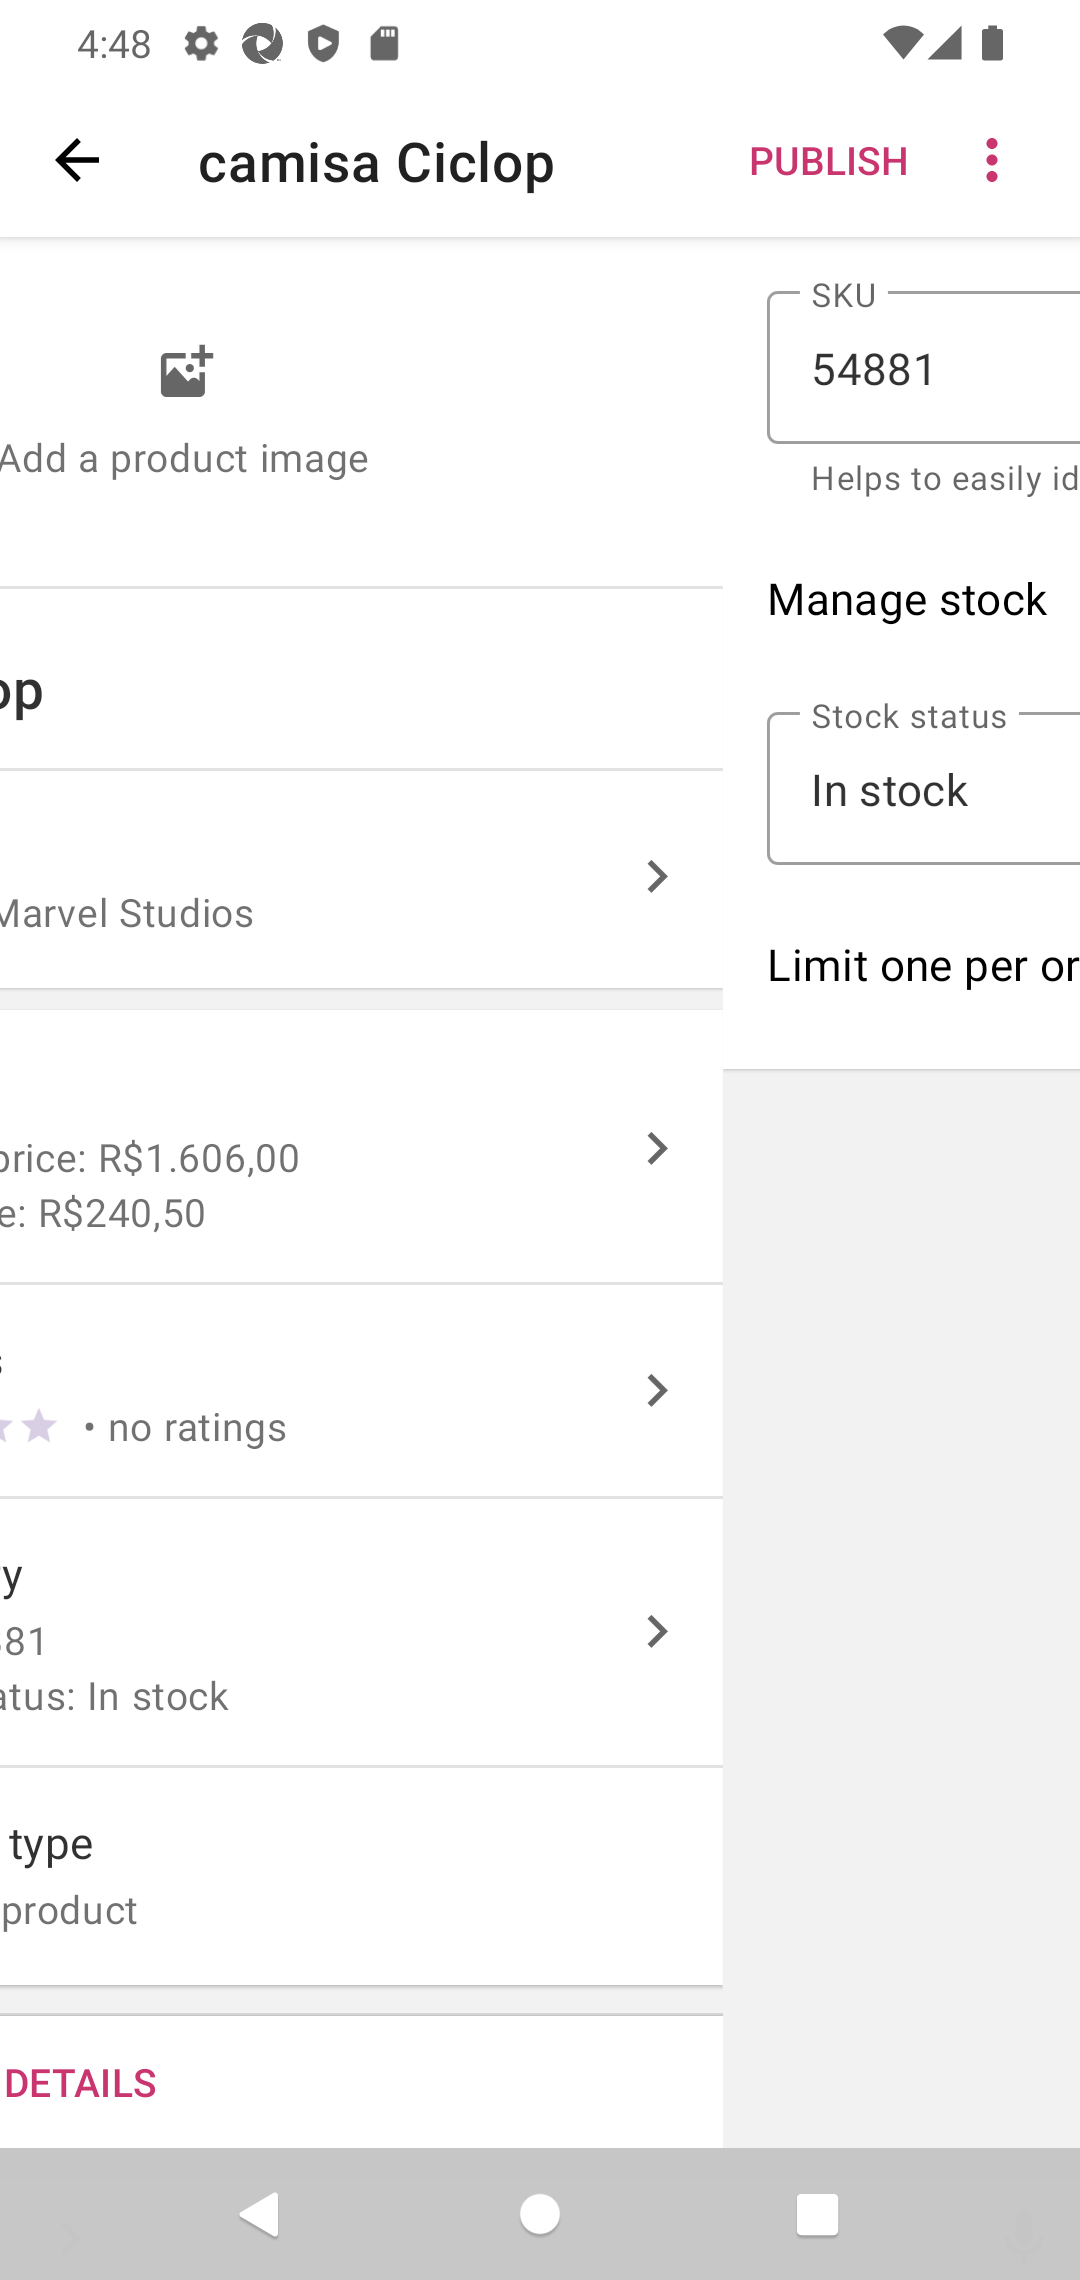 4:48
camisa Ciclop
PUBLISH
Add a product image
op
Marvel Studios
price: R$1.606,00
e: R$240,50
s
• no ratings
y
81
atus: In stock
type
product
DETAILS
SKU
54881
Helps to easily id
Manage stock
Stock status
In stock
Limit one per or